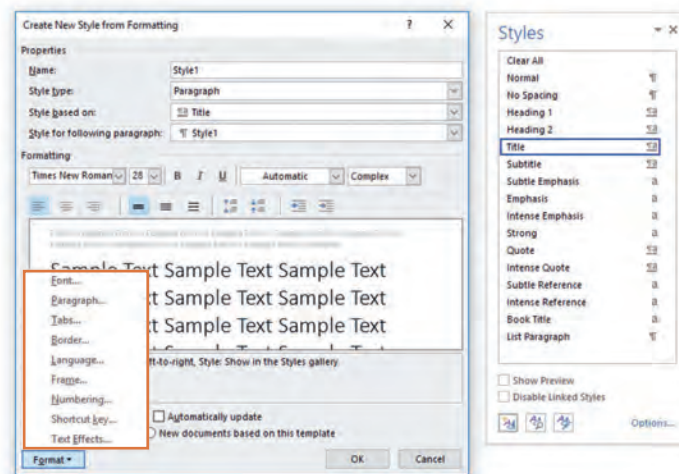 Create New Style from Formatting
? ×
Properties
Name: Style1
Style type: Paragraph
Style based on: ¶a Title
Style for following paragraph: ¶ Style1
Formatting
Times New Roman 28 B I U Automatic Complex
Sample Text Sample Text Sample Text
t Sample Text Sample Text
t Sample Text Sample Text
t Sample Text Sample Text
ft-to-right, Style: Show in the Styles gallery
Automatically update
New documents based on this template
Font...
Paragraph...
Tabs...
Border...
Language...
Frame...
Numbering...
Shortcut key...
Text Effects...
Format
OK Cancel
Styles
Clear All
Normal ¶
No Spacing ¶
Heading 1 ¶a
Heading 2 ¶a
Title ¶a
Subtitle ¶a
Subtle Emphasis a
Emphasis a
Intense Emphasis a
Strong a
Quote ¶a
Intense Quote ¶a
Subtle Reference a
Intense Reference a
Book Title a
List Paragraph ¶
Show Preview
Disable Linked Styles
Options...